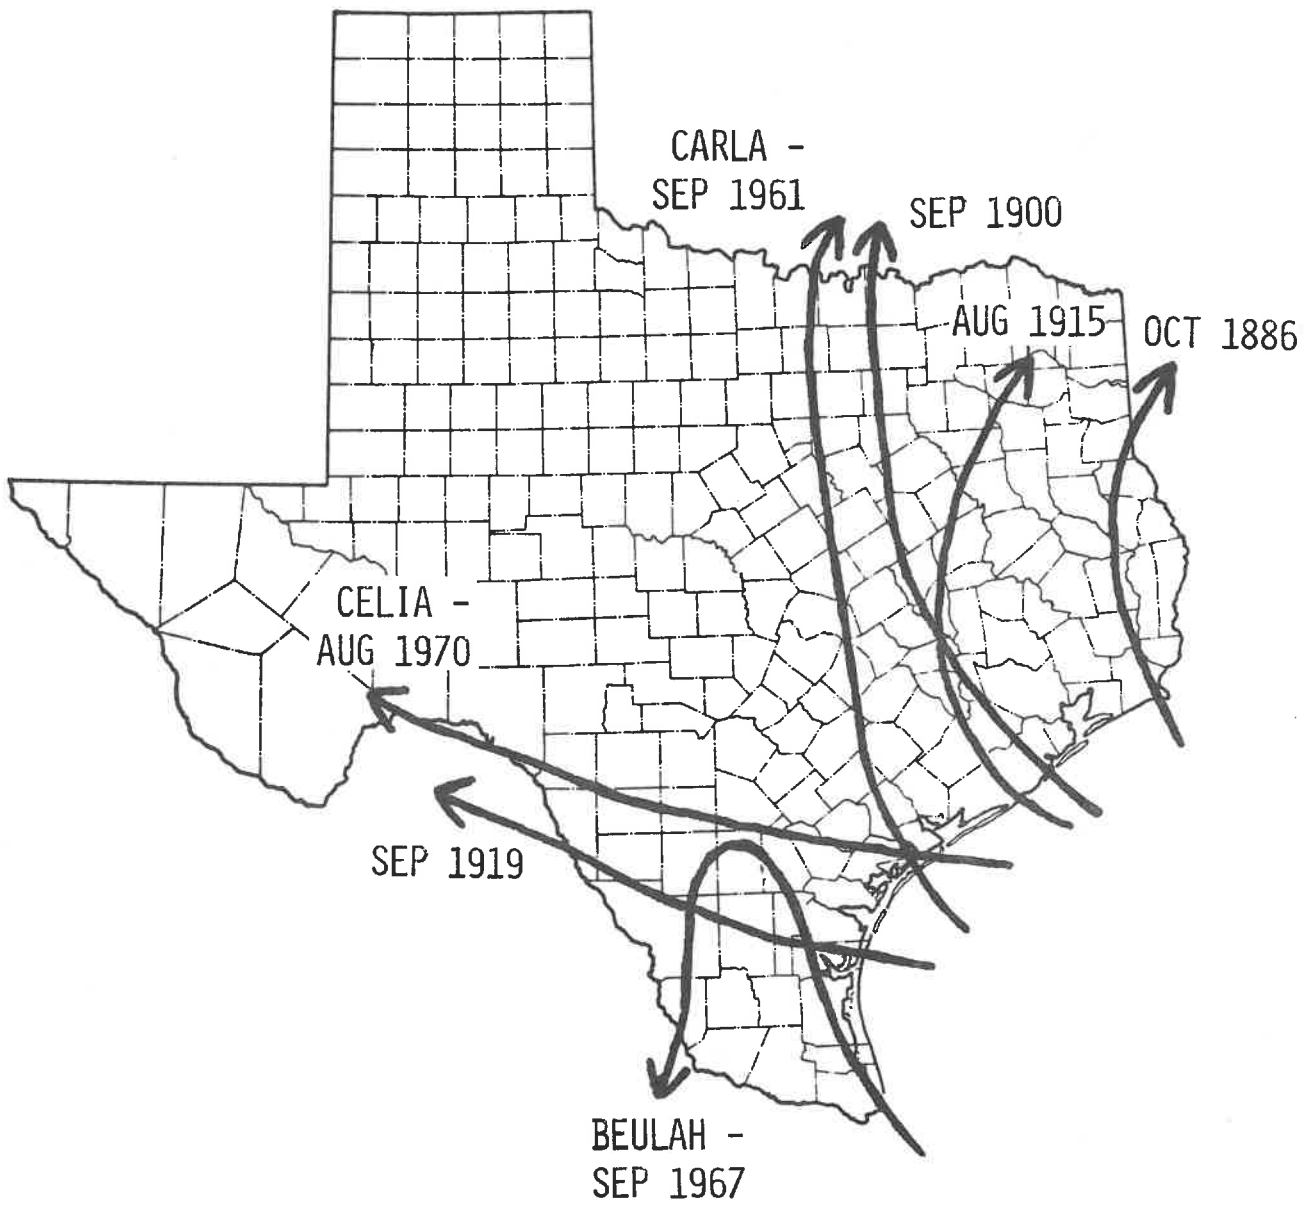 CARLA -
SEP 1961
SEP 1900
AUG 1915
OCT 1886
CELIA -
AUG 1970
SEP 1919
BEULAH -
SEP 1967